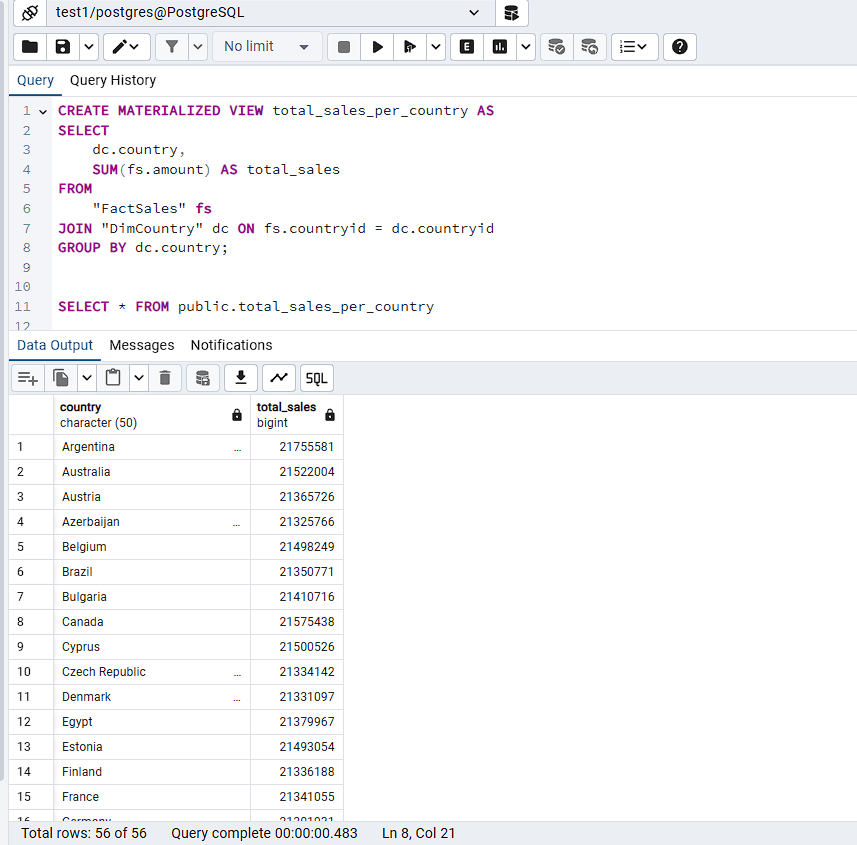 test1/postgres@PostgreSQL
No limit
E
Query Query History
1 CREATE MATERIALIZED VIEW total_sales_per_country AS
2 SELECT
3 dc.country,
4 SUM(fs.amount) AS total_sales
5 FROM
6 "FactSales" fs
7 JOIN "DimCountry" dc ON fs.countryid = dc.countryid
8 GROUP BY dc.country;
9
10
11 SELECT * FROM public.total_sales_per_country
12
Data Output Messages Notifications
SQL
country total_sales
character (50) bigint
1 Argentina ... 21755581
2 Australia 21522004
3 Austria 21365726
4 Azerbaijan ... 21325766
5 Belgium 21498249
6 Brazil 21350771
7 Bulgaria 21410716
8 Canada 21575438
9 Cyprus 21500526
10 Czech Republic ... 21334142
11 Denmark ... 21331097
12 Egypt 21379967
13 Estonia 21493054
14 Finland 21336188
15 France 21341055
16 Germany
Total rows: 56 of 56 Query complete 00:00:00.483 Ln 8, Col 21